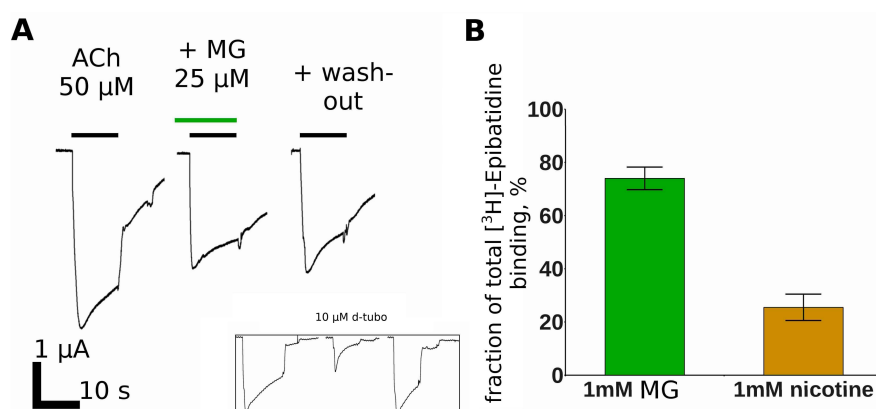 A
ACh
50 µM
+ MG
25 µM
+ wash-
out
10 µM d-tubo
1 µA
10 s
B
fraction of total [³H]-Epibatidine
binding, %
100
80
60
40
20
0
1mM MG
1mM nicotine